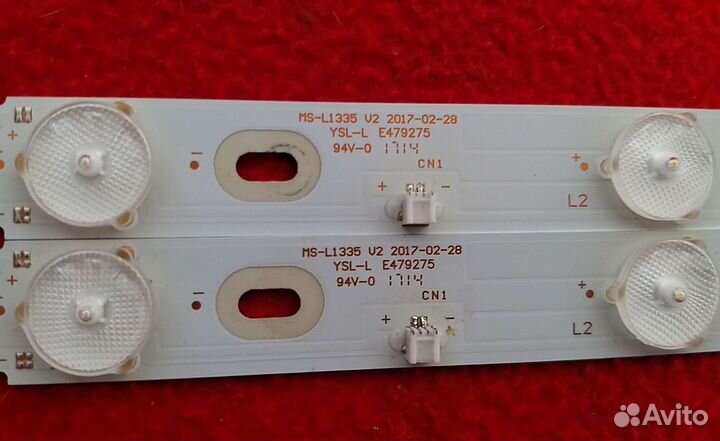 MS-L1335 V2 2017-02-28
YSL-L E479275
94V-0 1714
CN1
+ -
L2
MS-L1335 V2 2017-02-28
YSL-L E479275
94V-0 1714
CN1
+ -
L2
Avito